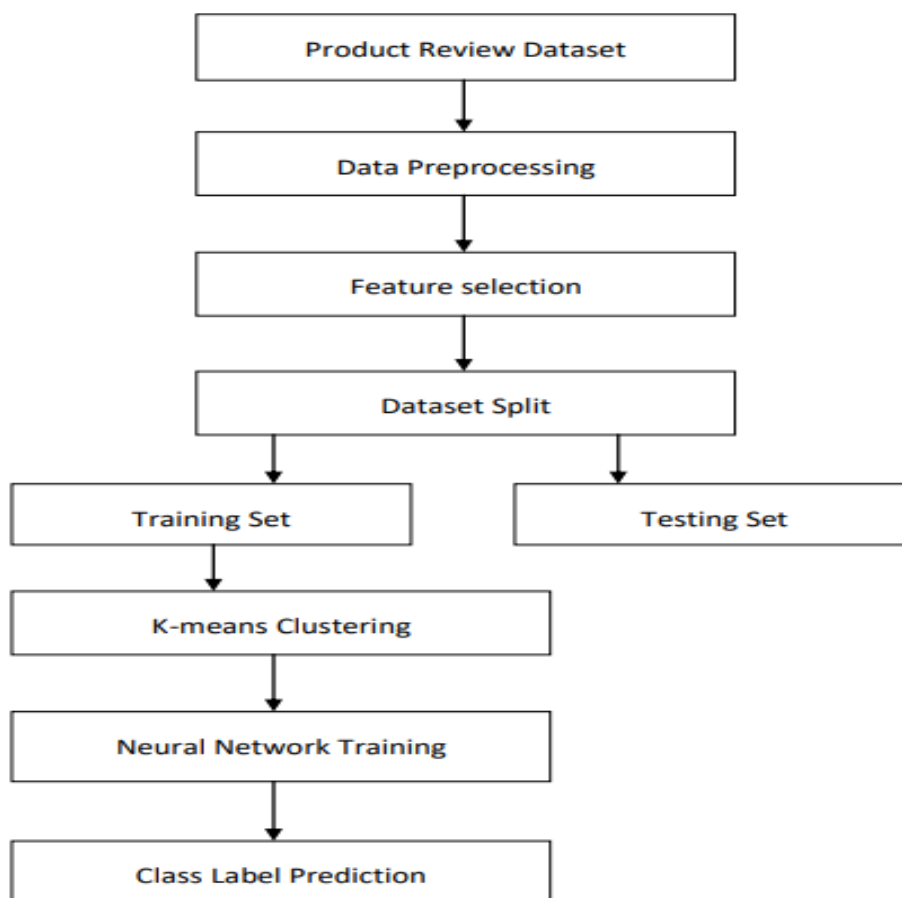 Product Review Dataset
Data Preprocessing
Feature selection
Dataset Split
Training Set
Testing Set
K-means Clustering
Neural Network Training
Class Label Prediction